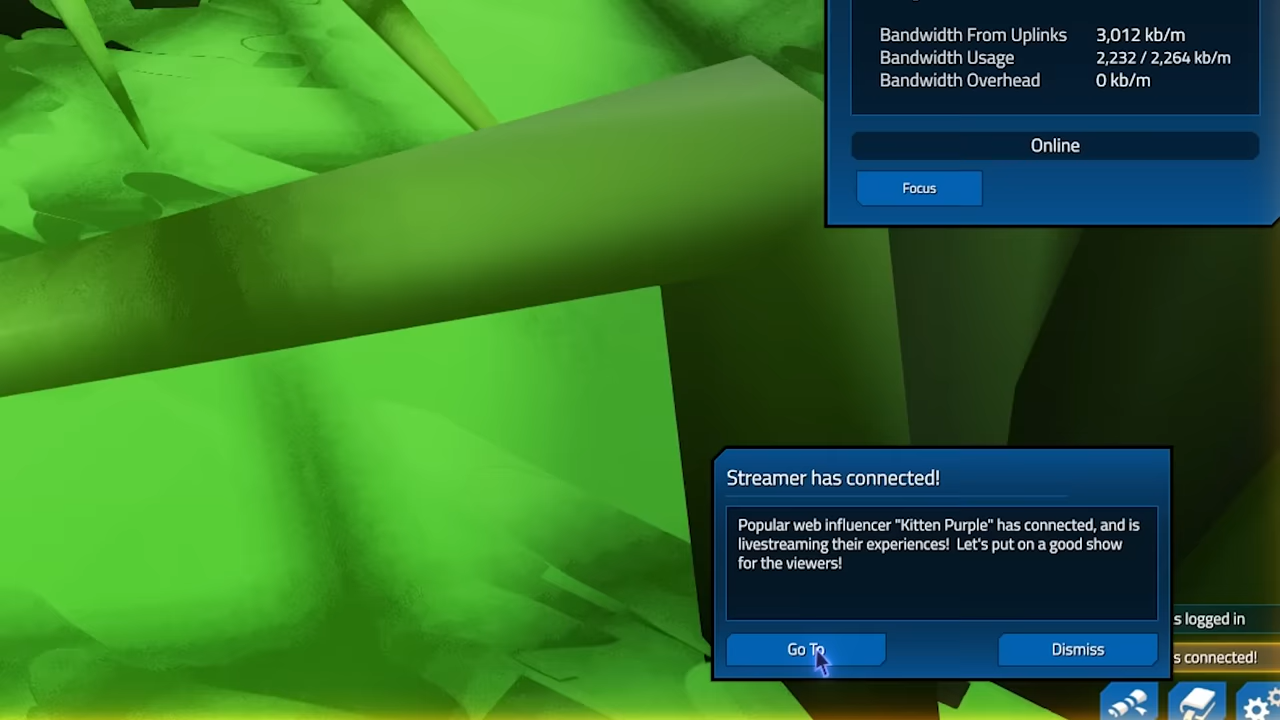 Bandwidth From Uplinks 3,012 kb/m
Bandwidth Usage 2,232 / 2,264 kb/m
Bandwidth Overhead 0 kb/m
Online
Focus
Streamer has connected!
Popular web influencer "Kitten Purple" has connected, and is
livestreaming their experiences! Let's put on a good show
for the viewers!
Go To
Dismiss
s logged in
s connected!